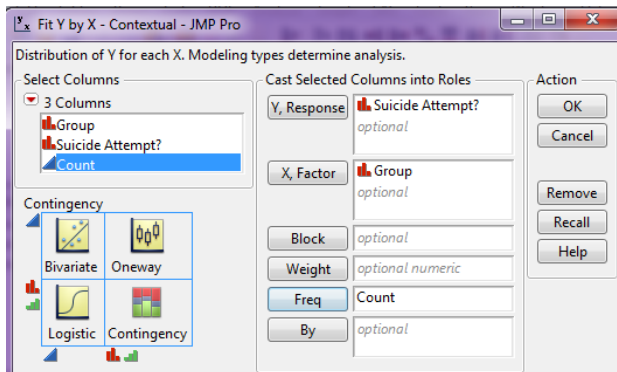 Fit Y by X - Contextual - JMP Pro
Distribution of Y for each X. Modeling types determine analysis.
Select Columns
3 Columns
Group
Suicide Attempt?
Count
Contingency
Bivariate
Oneway
Logistic
Contingency
Cast Selected Columns into Roles
Y, Response
Suicide Attempt?
optional
X, Factor
Group
optional
Block
optional
Weight
optional numeric
Freq
Count
By
optional
Action
OK
Cancel
Remove
Recall
Help